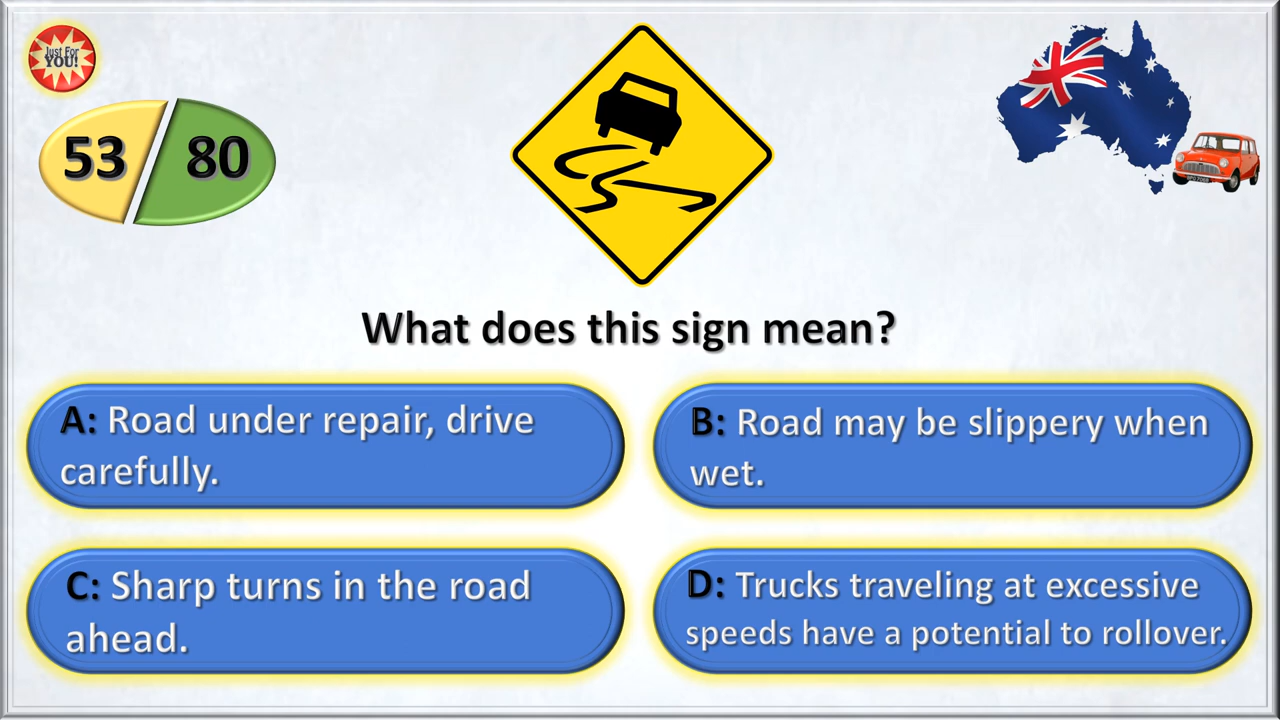 Just For
YOU!
53 80
What does this sign mean?
A: Road under repair, drive
carefully.
B: Road may be slippery when
wet.
C: Sharp turns in the road
ahead.
D: Trucks traveling at excessive
speeds have a potential to rollover.